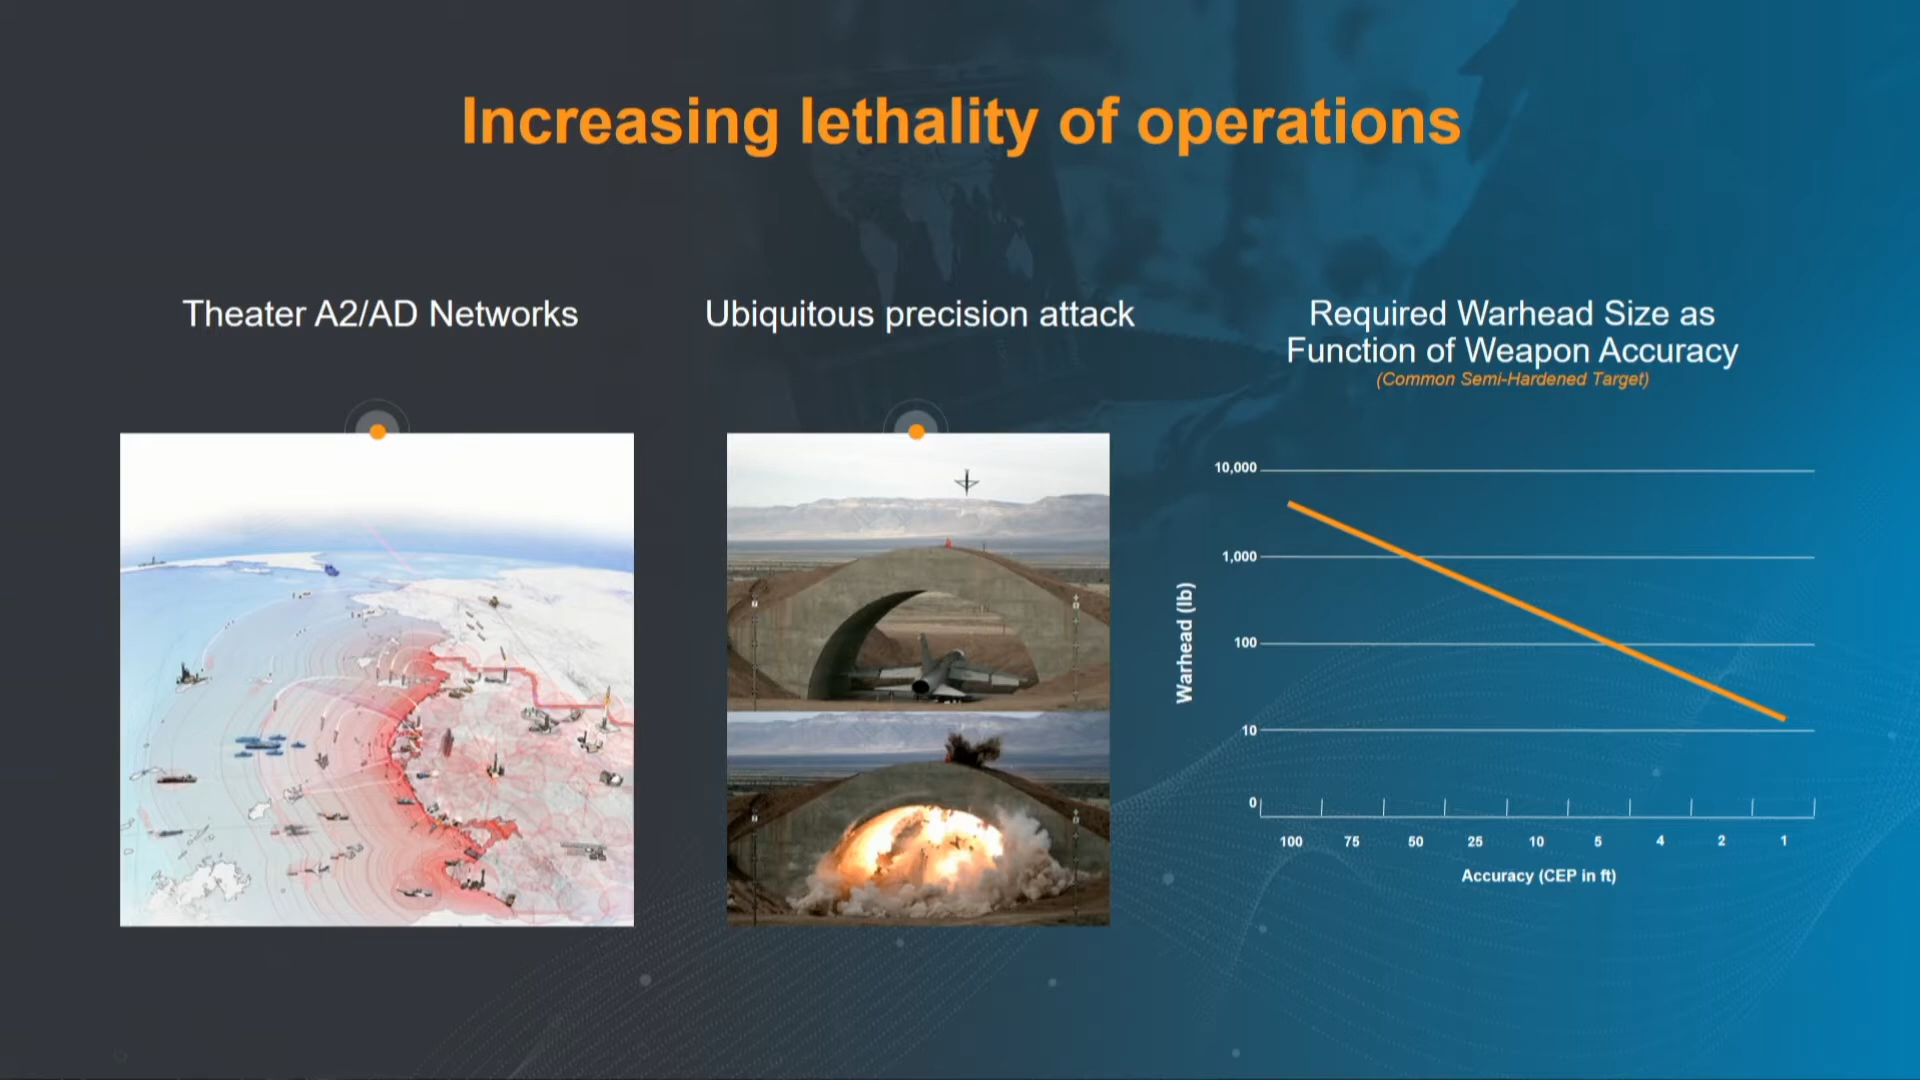 Increasing lethality of operations
Theater A2/AD Networks
Ubiquitous precision attack
Required Warhead Size as
Function of Weapon Accuracy
(Common Semi-Hardened Target)
Warhead (lb)
10,000
1,000
100
10
0
100 75 50 25 10 5 4 2 1
Accuracy (CEP in ft)